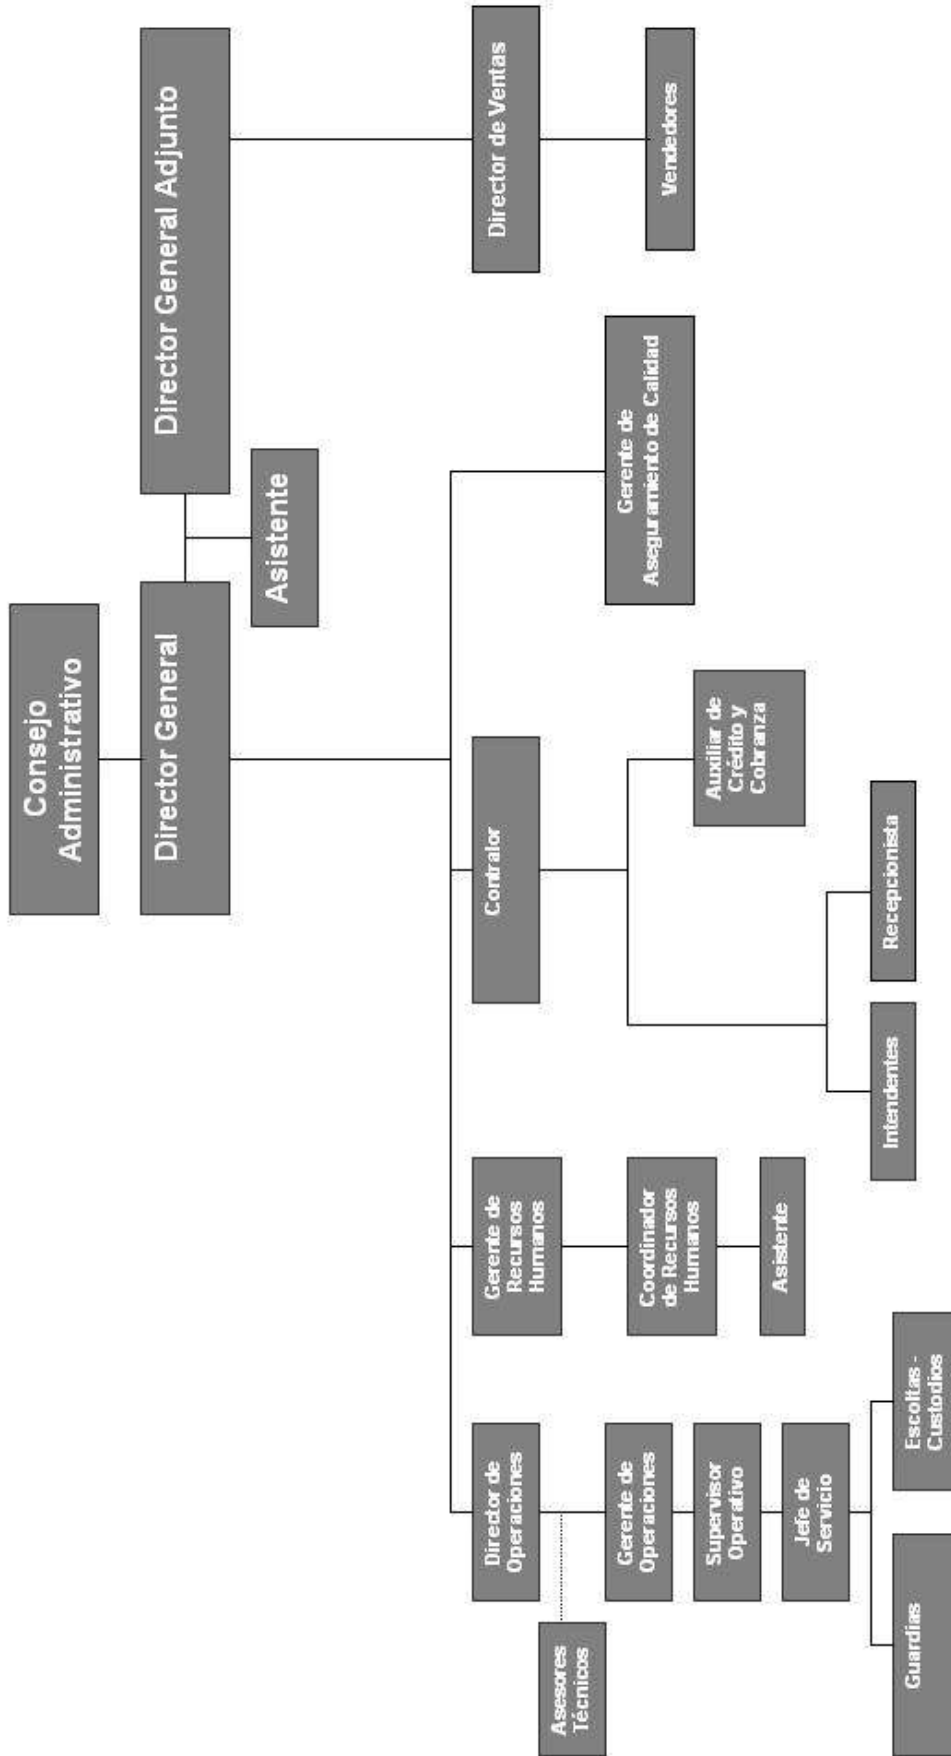 Consejo
Administrativo
Director General
Director General Adjunto
Asistente
Director de
Operaciones
Gerente de
Recursos
Humanos
Contralor
Director de Ventas
Asesores
Técnicos
Gerente de
Operaciones
Coordinador
de Recursos
Humanos
Gerente de
Aseguramiento de Calidad
Vendedores
Supervisor
Operativo
Auxiliar de
Crédito y
Cobranza
Asistente
Jefe de
Servicio
Intendentes
Recepcionista
Guardias
Escoltas -
Custodios